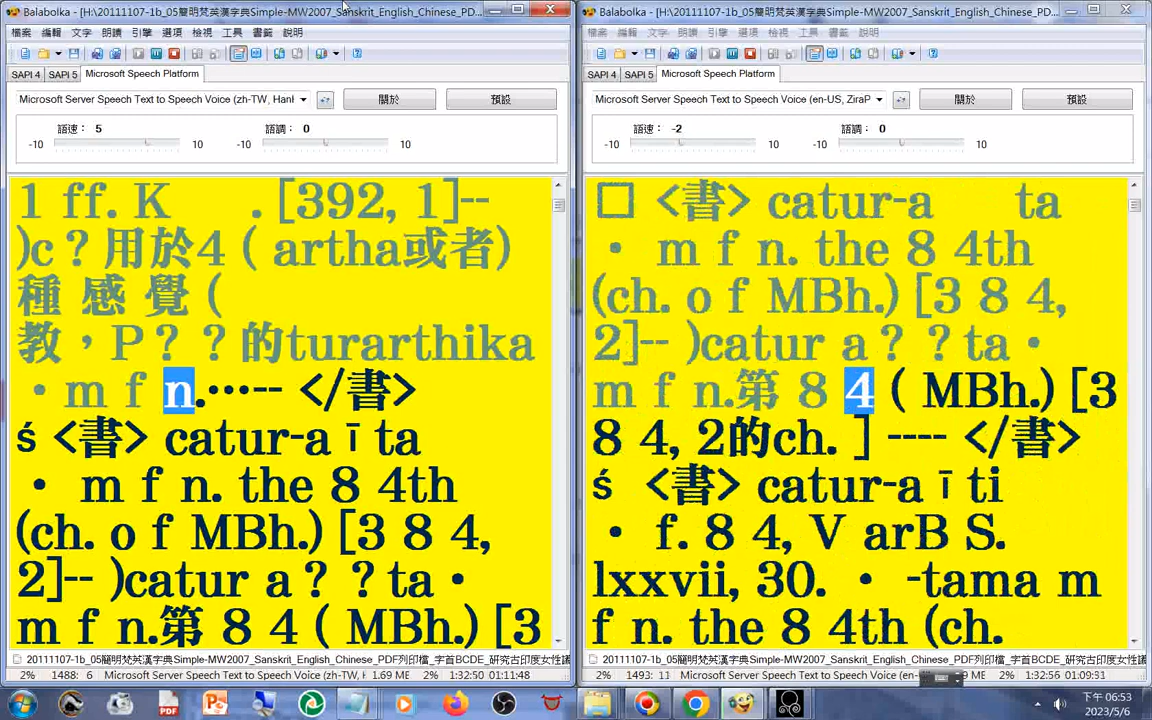 Balabolka - [H:\20111107-1b_05簡明梵英漢字典Simple-MW2007_Sanskrit_English_Chinese_PD...
檔案 編輯 文字 朗讀 引擎 選項 檢視 工具 書籤 說明
SAPI 4 SAPI 5 Microsoft Speech Platform
Microsoft Server Speech Text to Speech Voice (zh-TW, HanI
關於 預設
語速： 5 語調： 0
-10 10 -10 10
1 ff. K . [392, 1]--
)c？用於4 ( artha或者)
種 感 覺 (
教，P？？的turarthika
• m f n.…-- </書>
ś <書> catur-a ī ta
• m f n. the 8 4th
(ch. o f MBh.) [3 8 4,
2]-- )catur a？？ta •
m f n.第 8 4 ( MBh.) [3
20111107-1b_05簡明梵英漢字典Simple-MW2007_Sanskrit_English_Chinese_PDF列印檔_字首BCDE_研究古印度女性議
2% 1488: 6 Microsoft Server Speech Text to Speech Voice (zh-TW, H 1.69 ME 2% 1:32:50 01:11:48
Balabolka - [H:\20111107-1b_05簡明梵英漢字典Simple-MW2007_Sanskrit_English_Chinese_PD...
檔案 編輯 文字 朗讀 引擎 選項 檢視 工具 書籤 說明
SAPI 4 SAPI 5 Microsoft Speech Platform
Microsoft Server Speech Text to Speech Voice (en-US, ZiraP
關於 預設
語速： -2 語調： 0
-10 10 -10 10
□ <書> catur-a ta
• m f n. the 8 4th
(ch. o f MBh.) [3 8 4,
2]-- )catur a？？ta •
m f n.第 8 4 ( MBh.) [3
8 4, 2的ch. ] ---- </書>
ś <書> catur-a ī ti
• f. 8 4, V arB S.
lxxvii, 30. • -tama m
f n. the 8 4th (ch.
20111107-1b_05簡明梵英漢字典Simple-MW2007_Sanskrit_English_Chinese_PDF列印檔_字首BCDE_研究古印度女性議
2% 1493: 11 Microsoft Server Speech Text to Speech Voice (en-US 2% 1:32:56 01:09:31
下午 06:53
2023/5/6